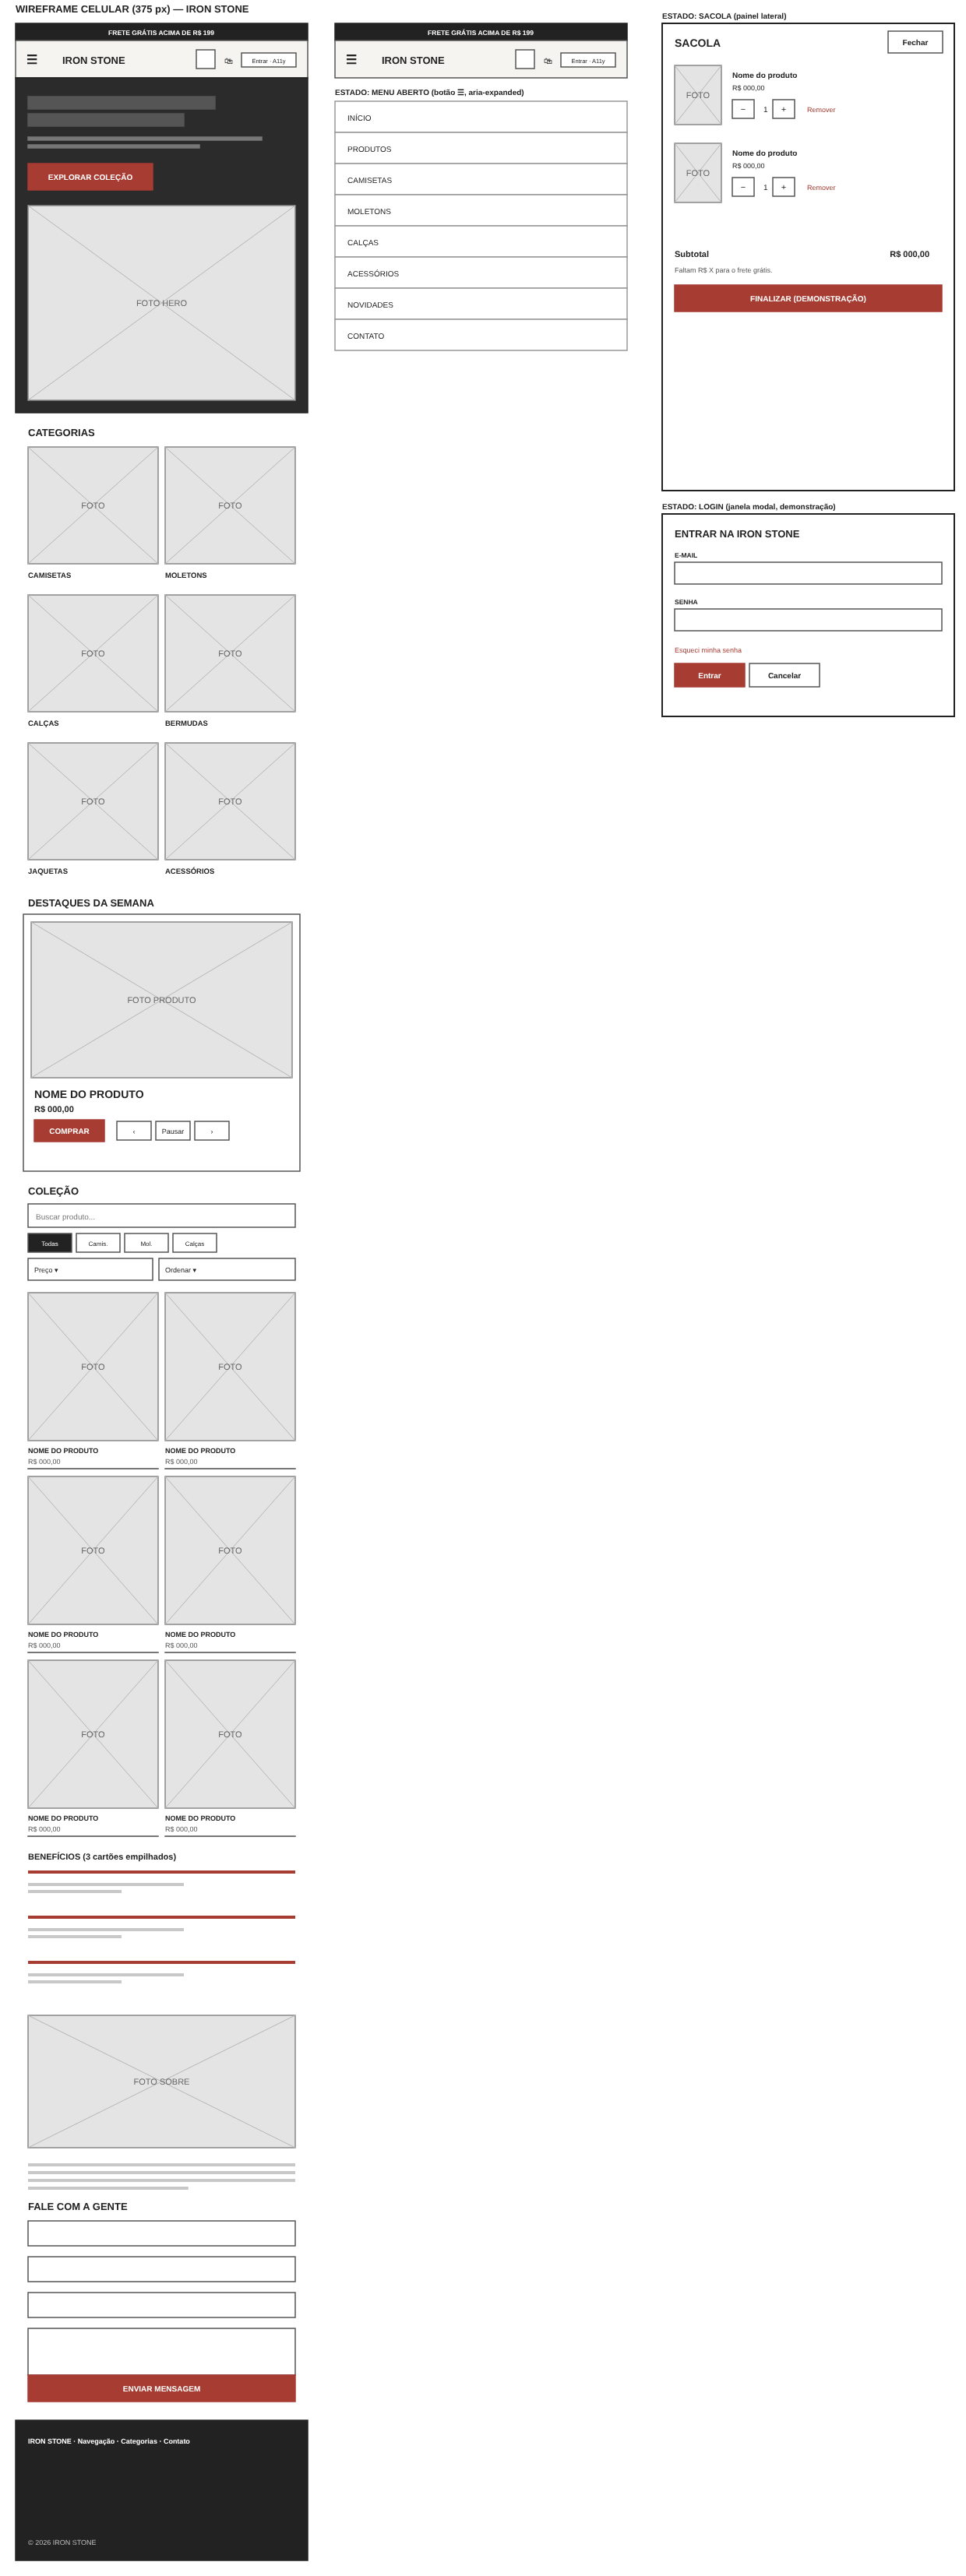 WIREFRAME CELULAR (375 px) — IRON STONE
FRETE GRÁTIS ACIMA DE R$ 199
☰ IRON STONE 🛍 Entrar · A11y
EXPLORAR COLEÇÃO
FOTO HERO
CATEGORIAS
FOTO FOTO
CAMISETAS MOLETONS
FOTO FOTO
CALÇAS BERMUDAS
FOTO FOTO
JAQUETAS ACESSÓRIOS
DESTAQUES DA SEMANA
FOTO PRODUTO
NOME DO PRODUTO
R$ 000,00
COMPRAR ‹ Pausar ›
COLEÇÃO
Buscar produto...
Todas Camis. Mol. Calças
Preço ▾ Ordenar ▾
FOTO FOTO
NOME DO PRODUTO NOME DO PRODUTO
R$ 000,00 R$ 000,00
FOTO FOTO
NOME DO PRODUTO NOME DO PRODUTO
R$ 000,00 R$ 000,00
FOTO FOTO
NOME DO PRODUTO NOME DO PRODUTO
R$ 000,00 R$ 000,00
BENEFÍCIOS (3 cartões empilhados)
FOTO SOBRE
FALE COM A GENTE
ENVIAR MENSAGEM
IRON STONE · Navegação · Categorias · Contato
© 2026 IRON STONE
FRETE GRÁTIS ACIMA DE R$ 199
☰ IRON STONE 🛍 Entrar · A11y
ESTADO: MENU ABERTO (botão ☰, aria-expanded)
INÍCIO
PRODUTOS
CAMISETAS
MOLETONS
CALÇAS
ACESSÓRIOS
NOVIDADES
CONTATO
ESTADO: SACOLA (painel lateral)
SACOLA Fechar
FOTO
Nome do produto
R$ 000,00
− 1 + Remover
FOTO
Nome do produto
R$ 000,00
− 1 + Remover
Subtotal R$ 000,00
Faltam R$ X para o frete grátis.
FINALIZAR (DEMONSTRAÇÃO)
ESTADO: LOGIN (janela modal, demonstração)
ENTRAR NA IRON STONE
E-MAIL
SENHA
Esqueci minha senha
Entrar Cancelar